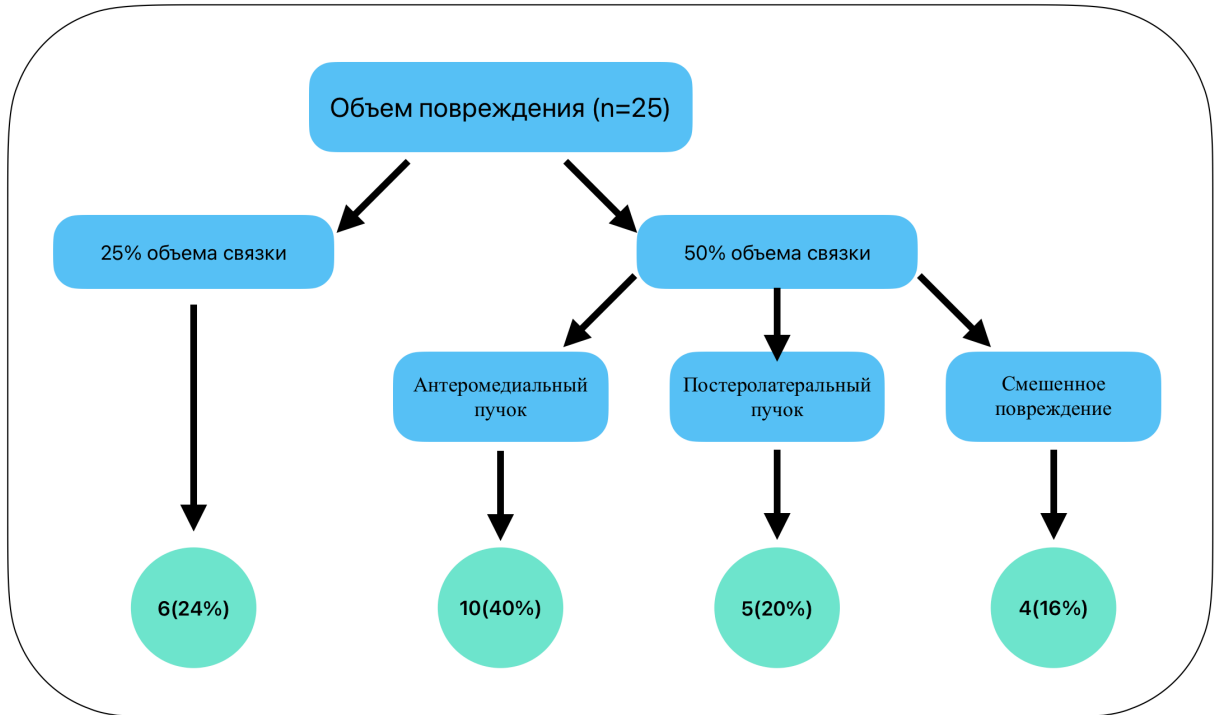 Объем повреждения (n=25)
25% объема связки
50% объема связки
Антеромедиальный
пучок
Постеролатеральный
пучок
Смешенное
повреждение
6(24%)
10(40%)
5(20%)
4(16%)